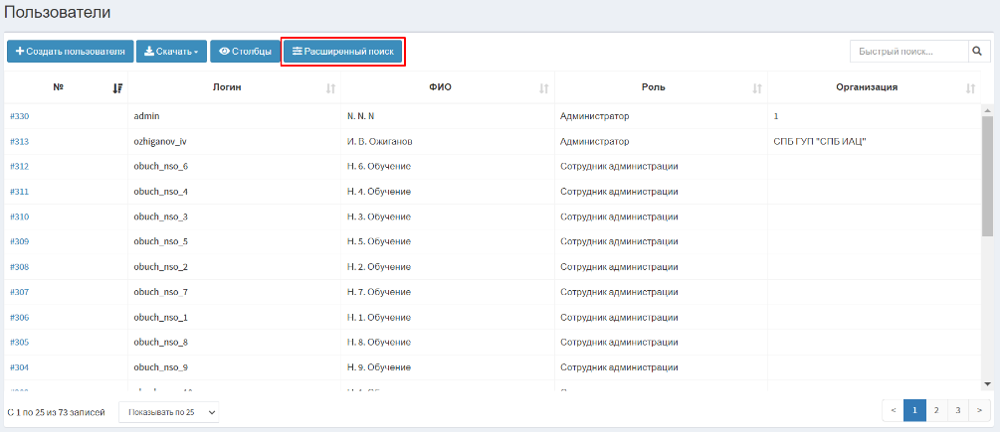 Пользователи
Создать пользователя Скачать Столбцы Расширенный поиск Быстрый поиск...
№ Логин ФИО Роль Организация
#330 admin N. N. N Администратор 1
#313 ozhiganov_iv И. В. Ожиганов Администратор СПБ ГУП "СПБ ИАЦ"
#312 obuch_nso_6 Н. 6. Обучение Сотрудник администрации
#311 obuch_nso_4 Н. 4. Обучение Сотрудник администрации
#310 obuch_nso_3 Н. 3. Обучение Сотрудник администрации
#309 obuch_nso_5 Н. 5. Обучение Сотрудник администрации
#308 obuch_nso_2 Н. 2. Обучение Сотрудник администрации
#307 obuch_nso_7 Н. 7. Обучение Сотрудник администрации
#306 obuch_nso_1 Н. 1. Обучение Сотрудник администрации
#305 obuch_nso_8 Н. 8. Обучение Сотрудник администрации
#304 obuch_nso_9 Н. 9. Обучение Сотрудник администрации
С 1 по 25 из 73 записей Показывать по 25 < 1 2 3 >